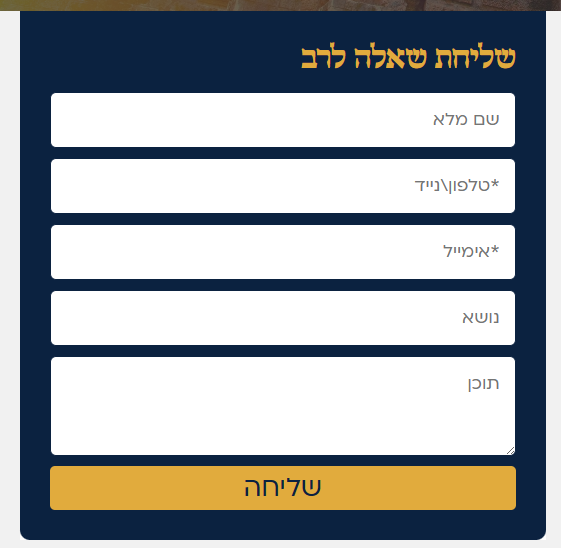 שליחת שאלה לרב
שם מלא
*טלפון\נייד
*אימייל
נושא
תוכן
שליחה